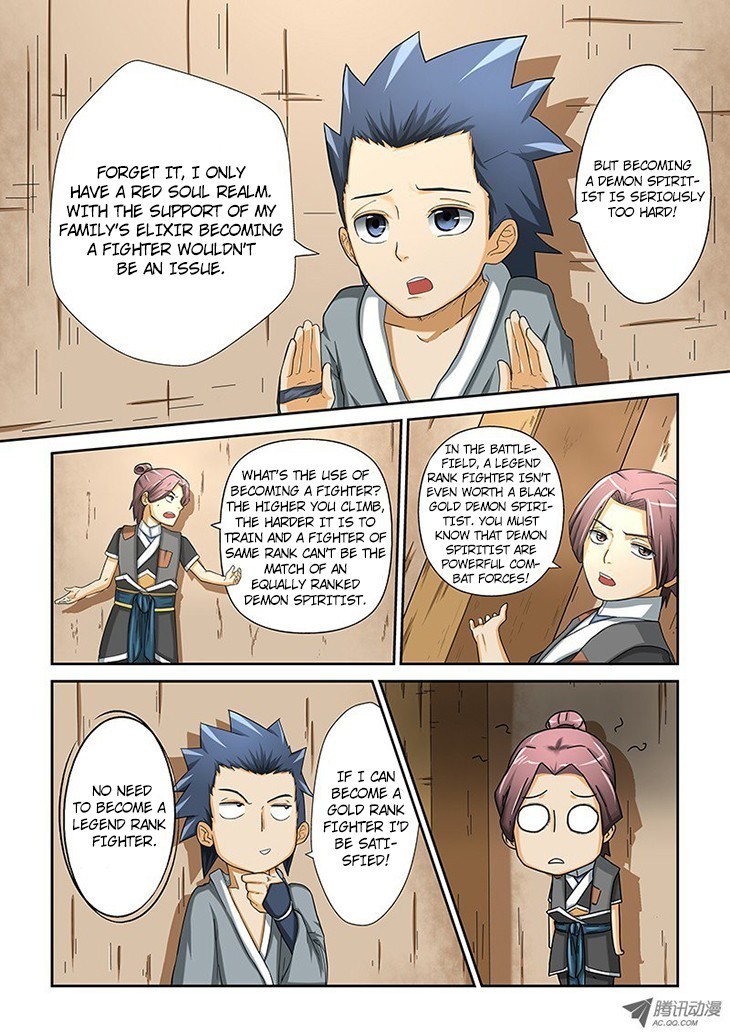 FORGET IT, I ONLY
HAVE A RED SOUL REALM.
WITH THE SUPPORT OF MY
FAMILY'S ELIXIR BECOMING
A FIGHTER WOULDN'T
BE AN ISSUE.
BUT BECOMING
A DEMON SPIRIT-
IST IS SERIOUSLY
TOO HARD!
WHAT'S THE USE OF
BECOMING A FIGHTER?
THE HIGHER YOU CLIMB,
THE HARDER IT IS TO
TRAIN AND A FIGHTER OF
SAME RANK CAN'T BE THE
MATCH OF AN
EQUALLY RANKED
DEMON SPIRITIST.
IN THE BATTLE-
FIELD, A LEGEND
RANK FIGHTER ISN'T
EVEN WORTH A BLACK
GOLD DEMON SPIRI-
TIST. YOU MUST
KNOW THAT DEMON
SPIRITIST ARE
POWERFUL COM-
BAT FORCES!
NO NEED
TO BECOME A
LEGEND RANK
FIGHTER.
IF I CAN
BECOME A
GOLD RANK
FIGHTER I'D
BE SATIS-
FIED!
腾讯动漫
AC.QQ.COM